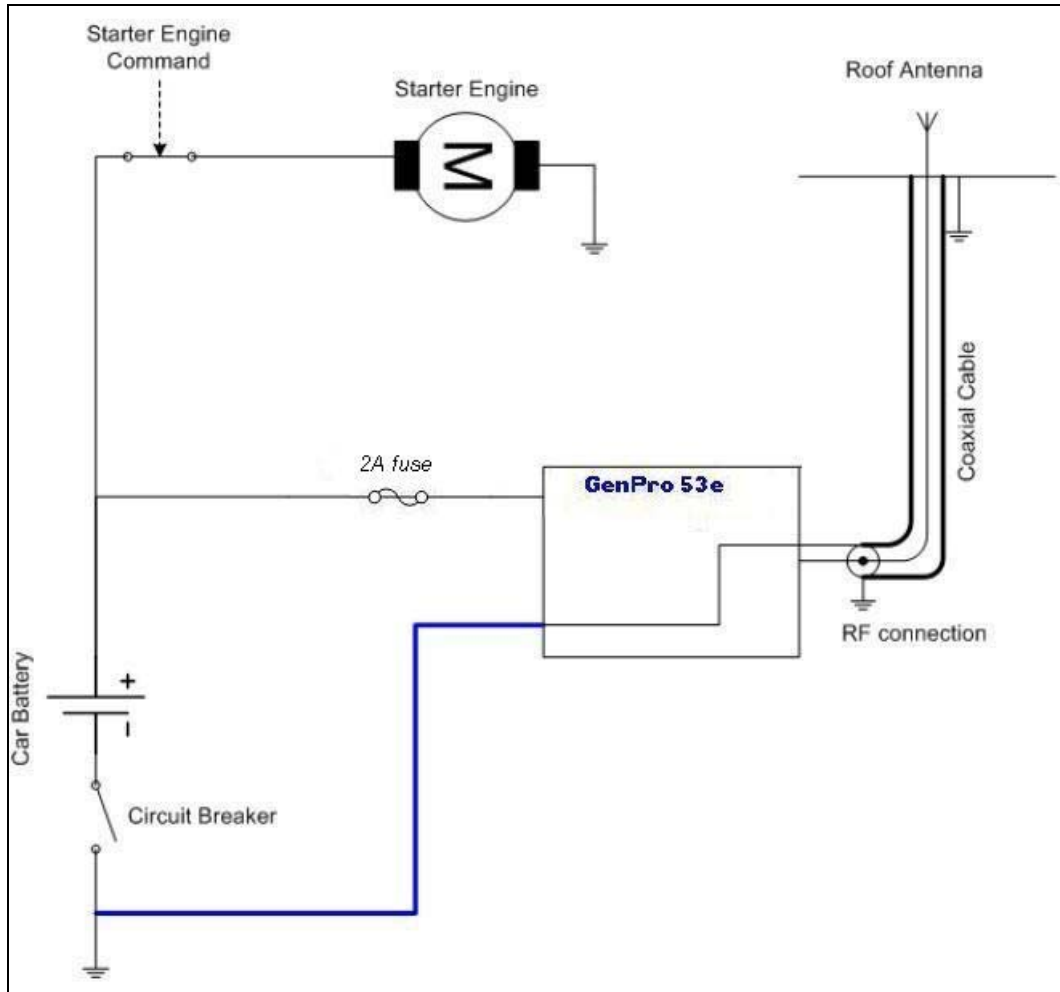 Starter Engine
Command
Starter Engine
M
Roof Antenna
Coaxial Cable
2A fuse
GenPro 53e
RF connection
Car Battery
+
−
Circuit Breaker